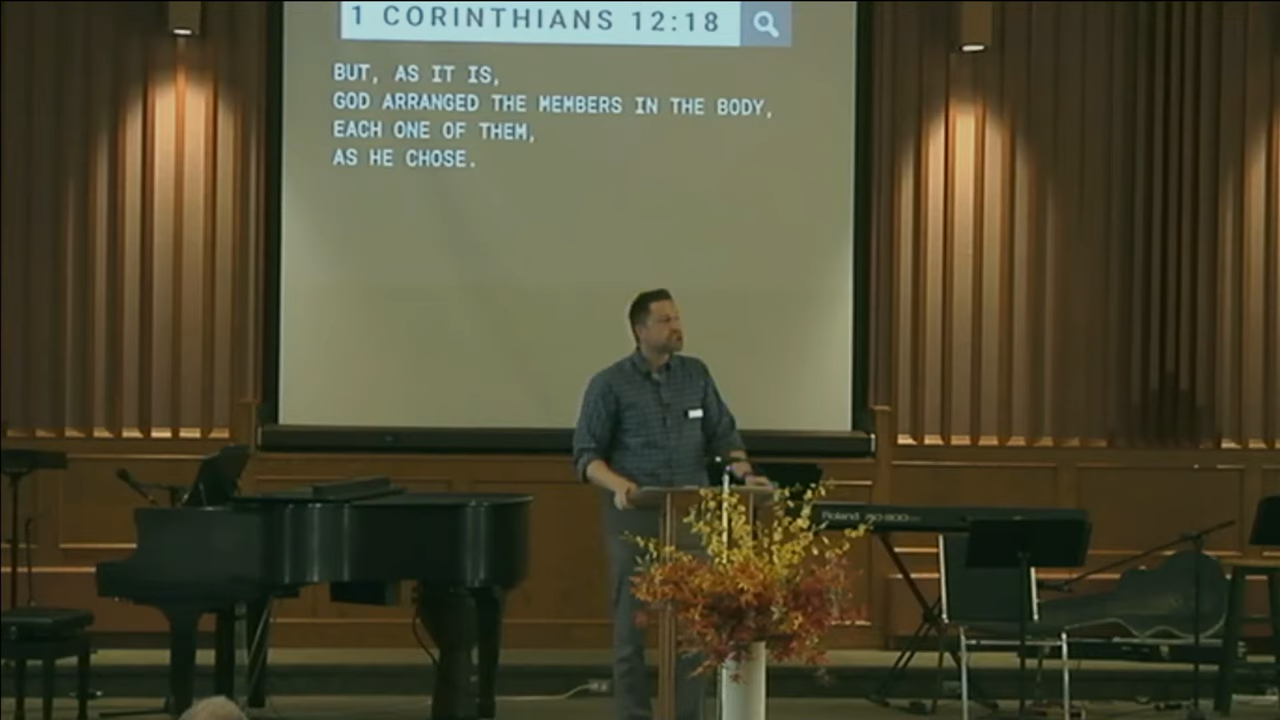 1 CORINTHIANS 12:18
BUT, AS IT IS,
GOD ARRANGED THE MEMBERS IN THE BODY,
EACH ONE OF THEM,
AS HE CHOSE.
Roland